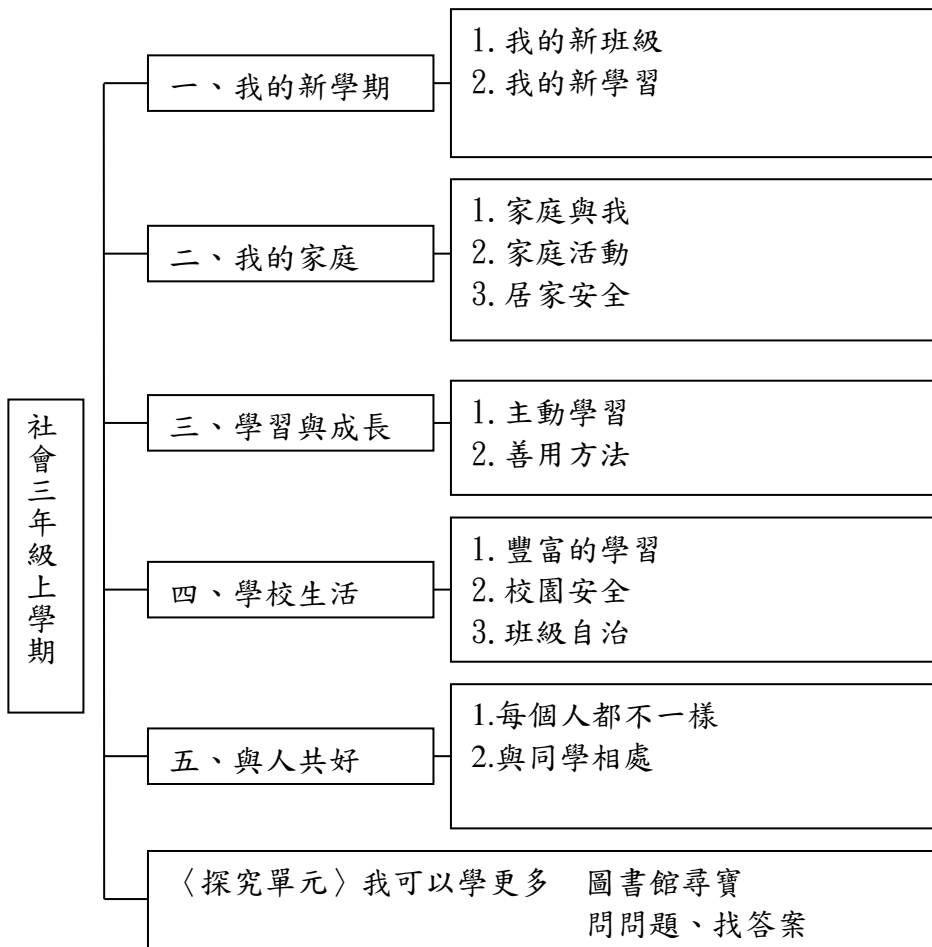 社會三年級上學期
一、我的新學期
1. 我的新班級
2. 我的新學習
二、我的家庭
1. 家庭與我
2. 家庭活動
3. 居家安全
三、學習與成長
1. 主動學習
2. 善用方法
四、學校生活
1. 豐富的學習
2. 校園安全
3. 班級自治
五、與人共好
1.每個人都不一樣
2.與同學相處
〈探究單元〉我可以學更多 圖書館尋寶
問問題、找答案